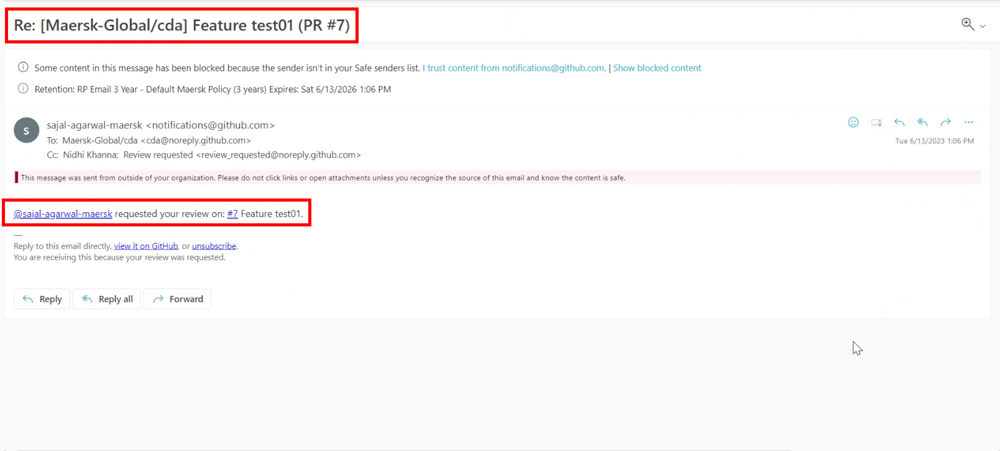 Re: [Maersk-Global/cda] Feature test01 (PR #7)
Some content in this message has been blocked because the sender isn't in your Safe senders list. I trust content from notifications@github.com. | Show blocked content
Retention: RP Email 3 Year - Default Maersk Policy (3 years) Expires: Sat 6/13/2026 1:06 PM
S
sajal-agarwal-maersk <notifications@github.com>
To: Maersk-Global/cda <cda@noreply.github.com>
Tue 6/13/2023 1:06 PM
Cc: Nidhi Khanna; Review requested <review_requested@noreply.github.com>
This message was sent from outside of your organization. Please do not click links or open attachments unless you recognize the source of this email and know the content is safe.
@sajal-agarwal-maersk requested your review on: #7 Feature test01.
—
Reply to this email directly, view it on GitHub, or unsubscribe.
You are receiving this because your review was requested.
Reply Reply all Forward